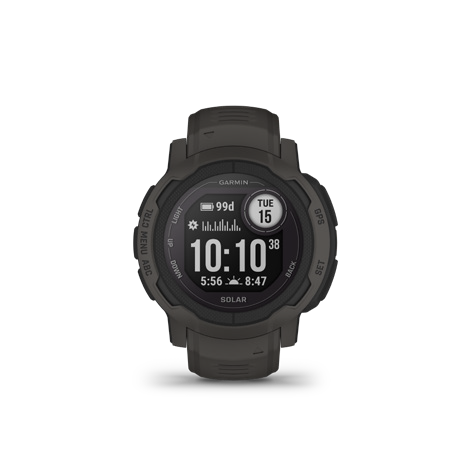 GARMIN
LIGHT
CTRL
GPS
99d
TUE
15
10:10 38
UP
MENU
DOWN
ABC
BACK
SET
5:56 8:47
SOLAR